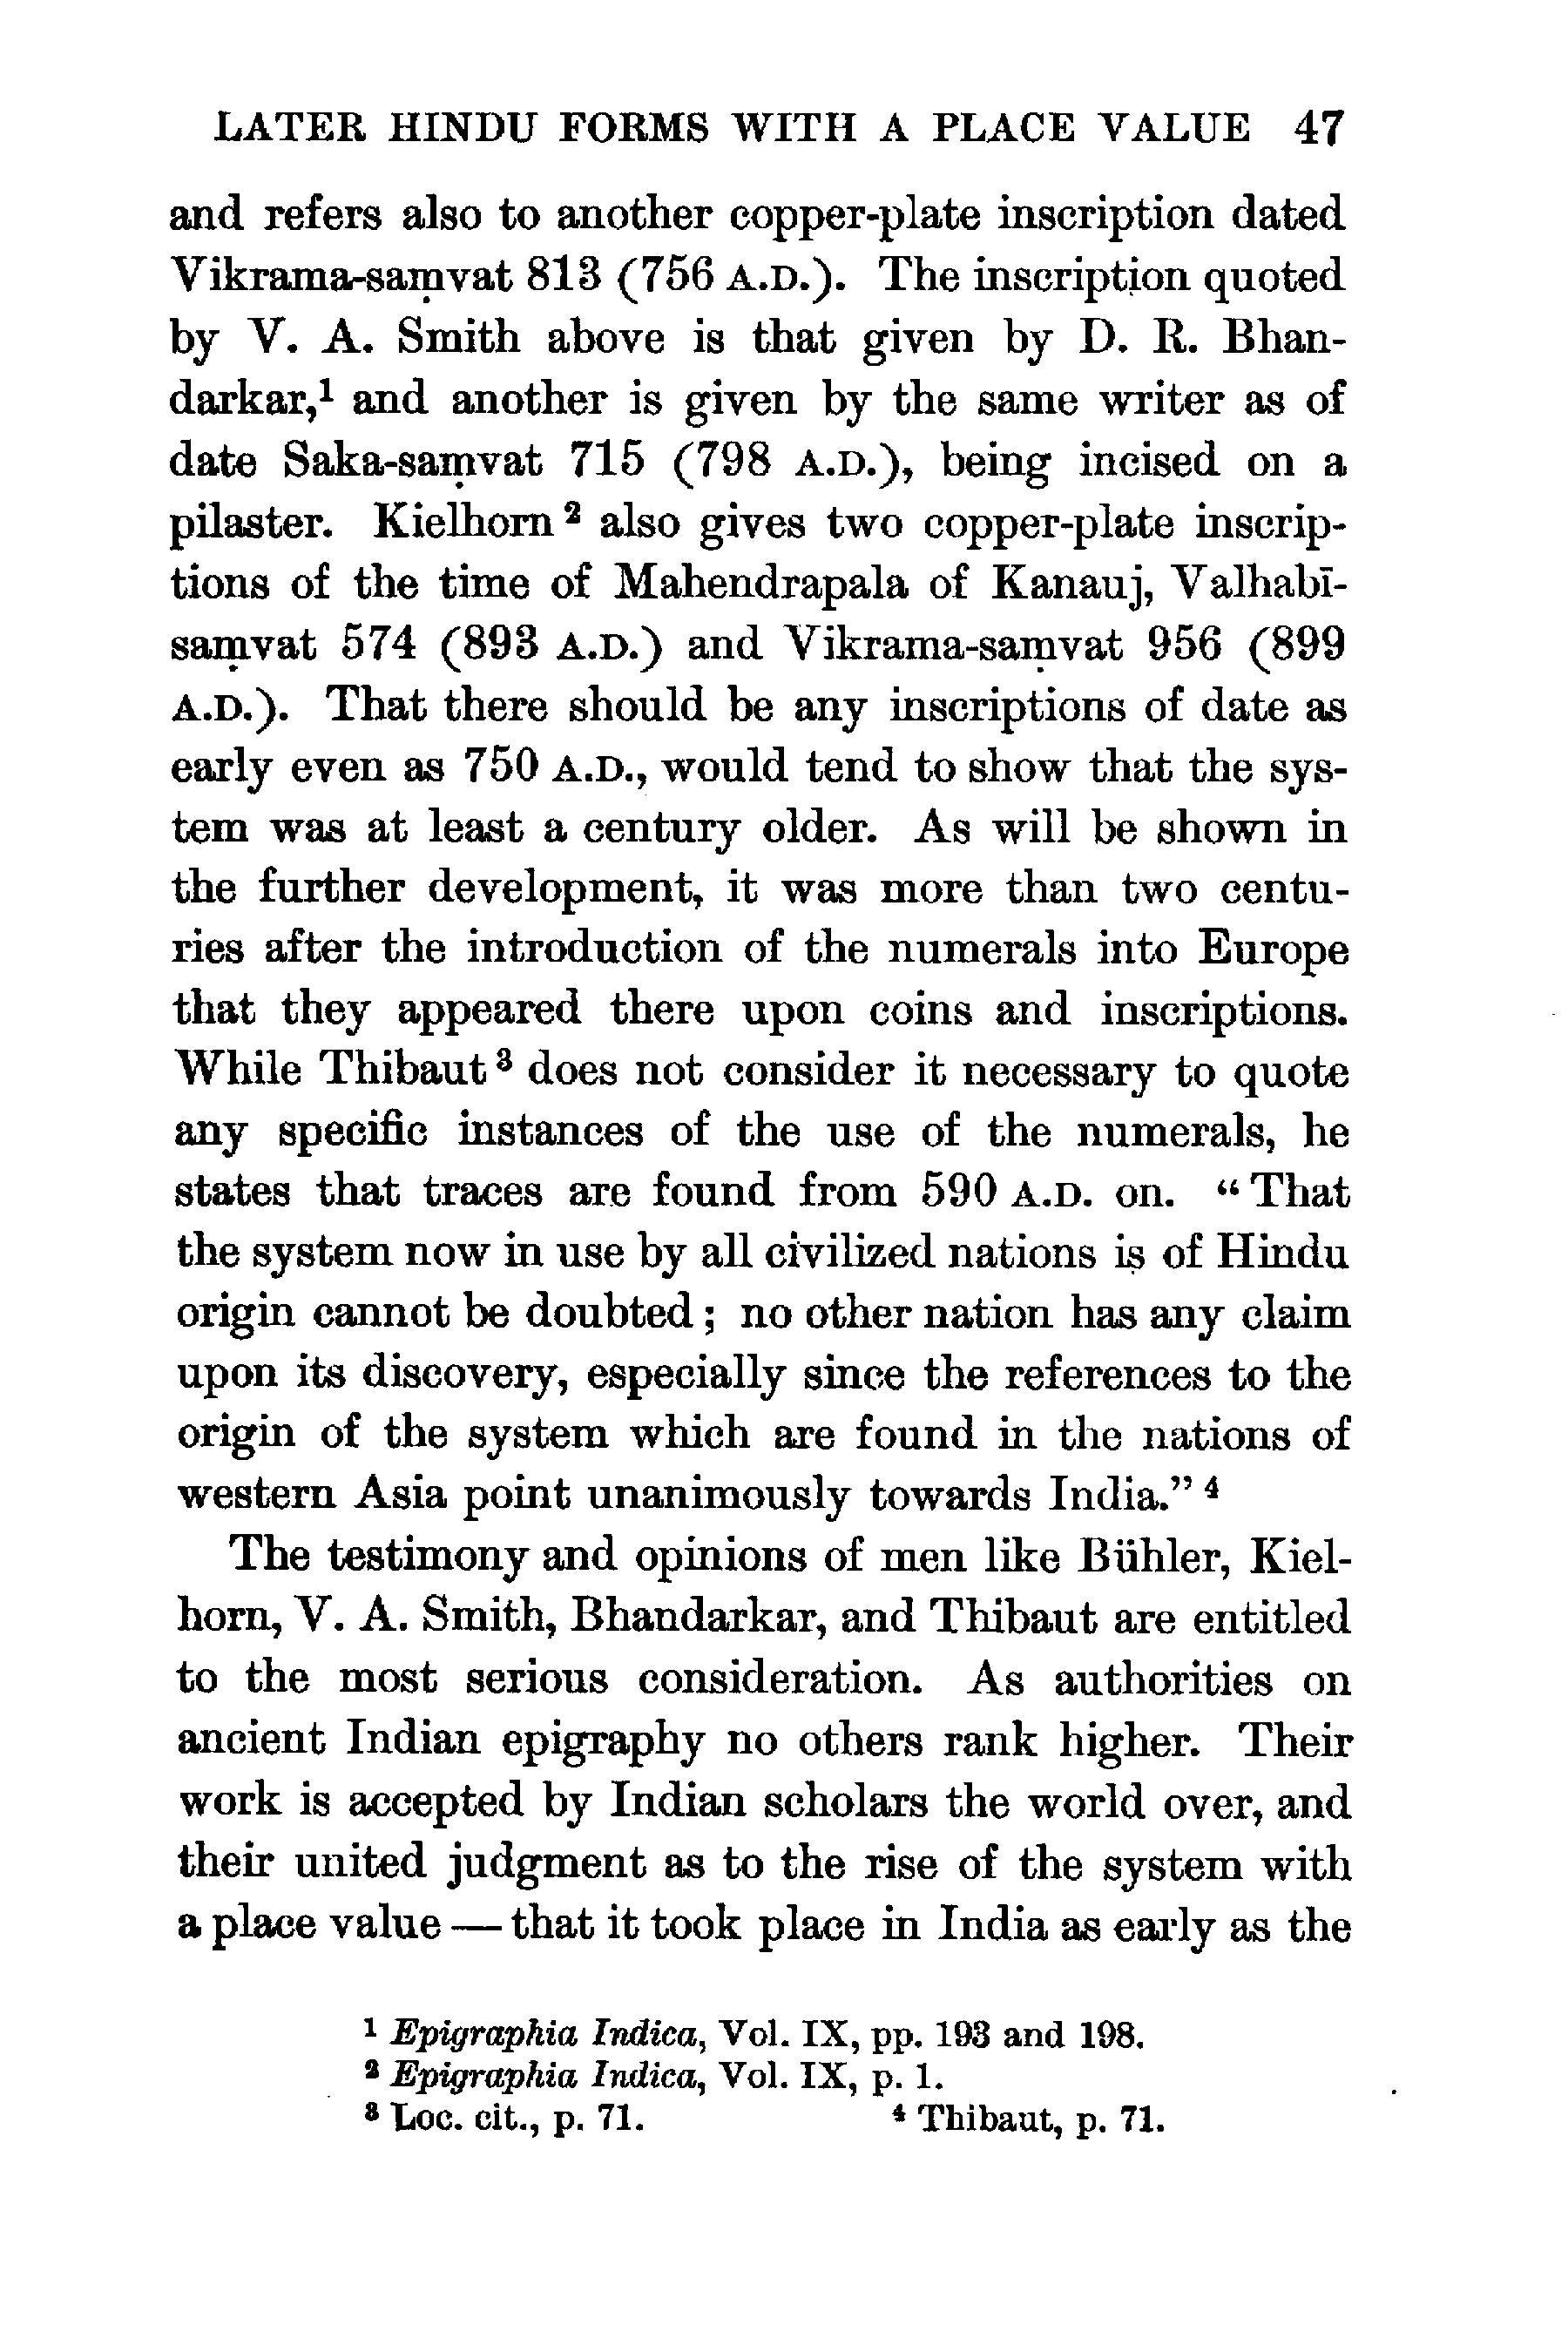 LATER HINDU FORMS WITH A PLACE VALUE 47
and refers also to another copper-plate inscription dated
Vikrama-saṃvat 813 (756 A.D.). The inscription quoted
by V. A. Smith above is that given by D. R. Bhan-
darkar,¹ and another is given by the same writer as of
date Saka-saṃvat 715 (798 A.D.), being incised on a
pilaster. Kielhorn² also gives two copper-plate inscrip-
tions of the time of Mahendrapala of Kanauj, Valhabī-
saṃvat 574 (893 A.D.) and Vikrama-saṃvat 956 (899
A.D.). That there should be any inscriptions of date as
early even as 750 A.D., would tend to show that the sys-
tem was at least a century older. As will be shown in
the further development, it was more than two centu-
ries after the introduction of the numerals into Europe
that they appeared there upon coins and inscriptions.
While Thibaut³ does not consider it necessary to quote
any specific instances of the use of the numerals, he
states that traces are found from 590 A.D. on. “That
the system now in use by all civilized nations is of Hindu
origin cannot be doubted; no other nation has any claim
upon its discovery, especially since the references to the
origin of the system which are found in the nations of
western Asia point unanimously towards India.”⁴
The testimony and opinions of men like Bühler, Kiel-
horn, V. A. Smith, Bhandarkar, and Thibaut are entitled
to the most serious consideration. As authorities on
ancient Indian epigraphy no others rank higher. Their
work is accepted by Indian scholars the world over, and
their united judgment as to the rise of the system with
a place value — that it took place in India as early as the
¹ Epigraphia Indica, Vol. IX, pp. 193 and 198.
² Epigraphia Indica, Vol. IX, p. 1.
³ Loc. cit., p. 71. ⁴ Thibaut, p. 71.